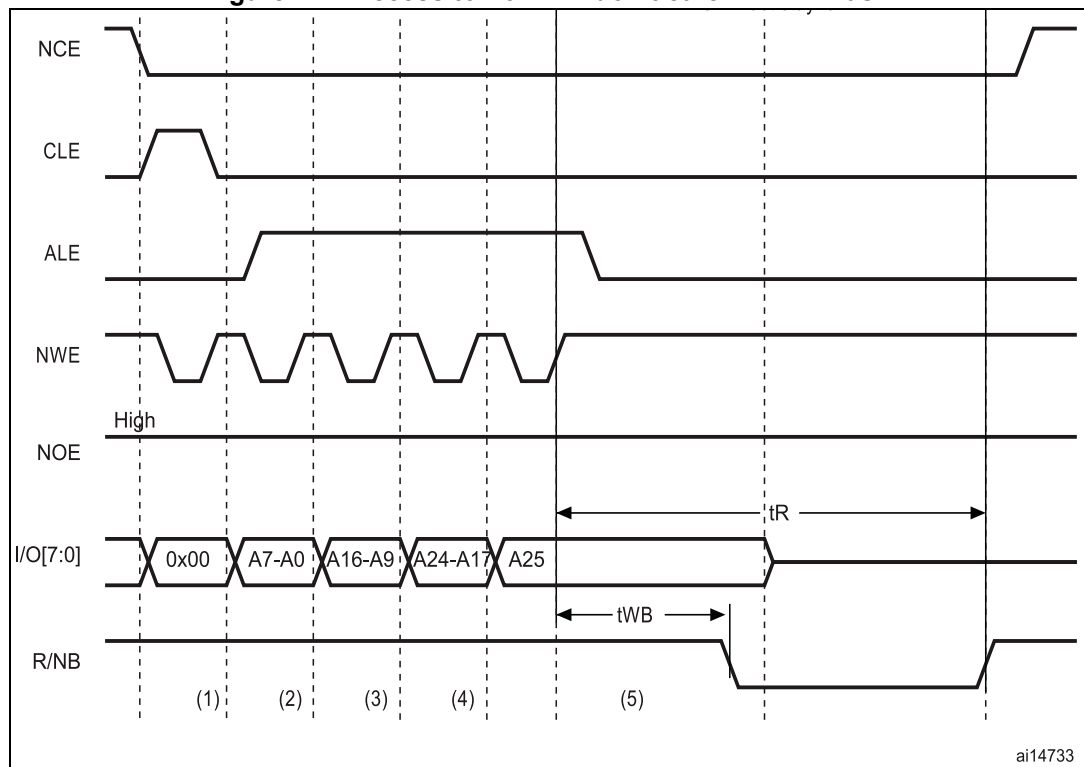 NCE
CLE
ALE
NWE
High
NOE
tR
I/O[7:0]
0x00 A7-A0 A16-A9 A24-A17 A25
tWB
R/NB
(1) (2) (3) (4) (5)
ai14733